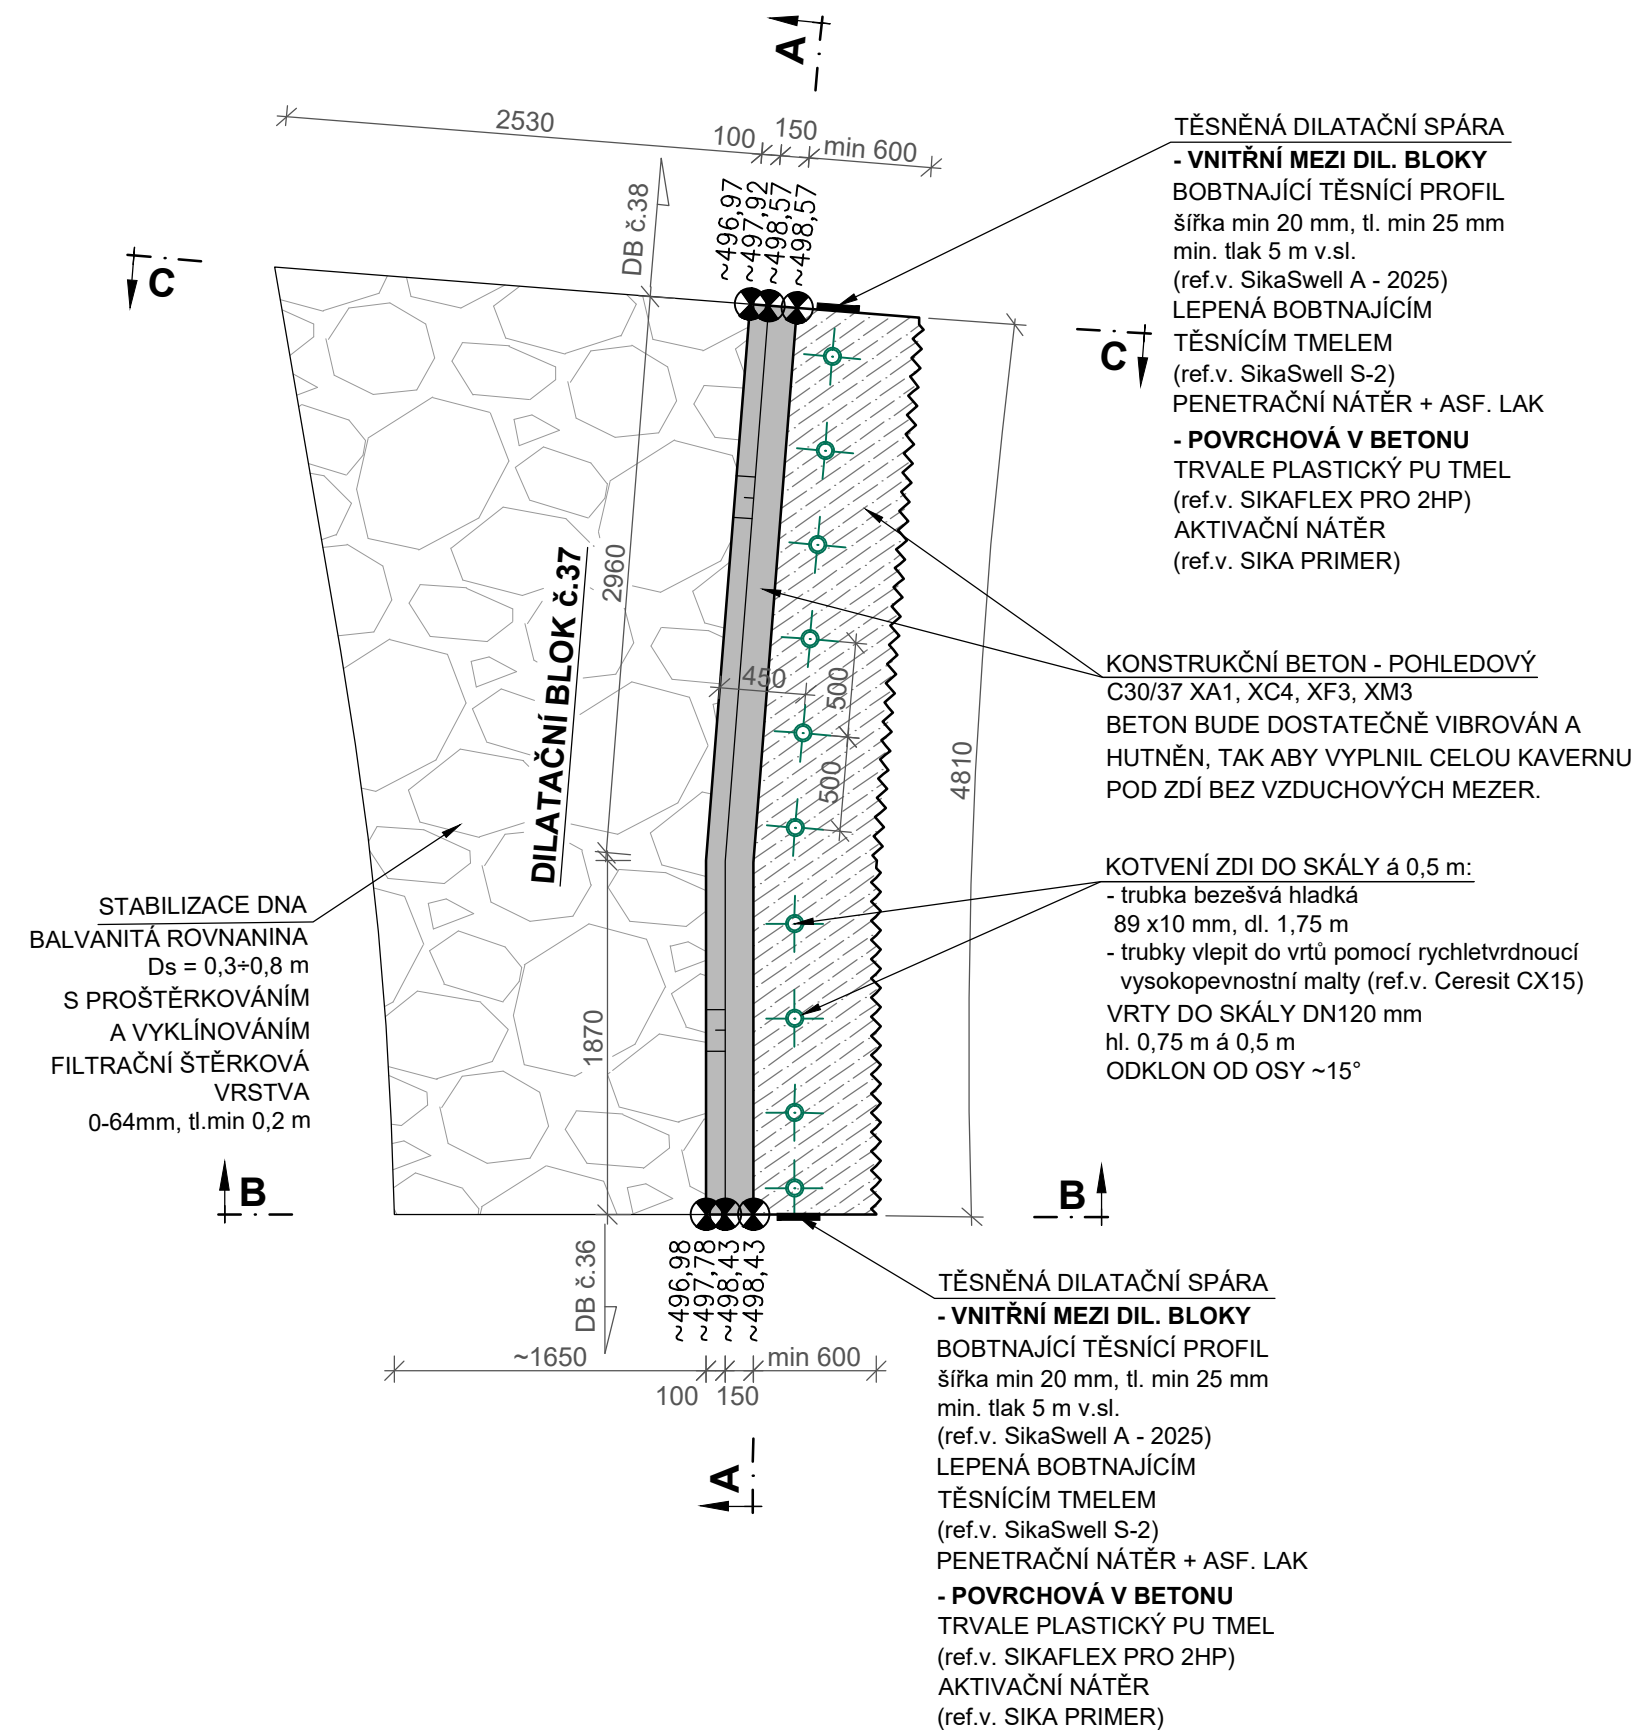 A
2530
100
150
min 600
~496,97
~497,92
~498,57
~498,57
DB č.38
C
C
TĚSNĚNÁ DILATAČNÍ SPÁRA
- VNITŘNÍ MEZI DIL. BLOKY
BOBTNAJÍCÍ TĚSNÍCÍ PROFIL
šířka min 20 mm, tl. min 25 mm
min. tlak 5 m v.sl.
(ref.v. SikaSwell A - 2025)
LEPENÁ BOBTNAJÍCÍM
TĚSNÍCÍM TMELEM
(ref.v. SikaSwell S-2)
PENETRAČNÍ NÁTĚR + ASF. LAK
- POVRCHOVÁ V BETONU
TRVALE PLASTICKÝ PU TMEL
(ref.v. SIKAFLEX PRO 2HP)
AKTIVAČNÍ NÁTĚR
(ref.v. SIKA PRIMER)
DILATAČNÍ BLOK č.37
2960
450
500
500
4810
1870
KONSTRUKČNÍ BETON - POHLEDOVÝ
C30/37 XA1, XC4, XF3, XM3
BETON BUDE DOSTATEČNĚ VIBROVÁN A
HUTNĚN, TAK ABY VYPLNIL CELOU KAVERNU
POD ZDÍ BEZ VZDUCHOVÝCH MEZER.
KOTVENÍ ZDI DO SKÁLY á 0,5 m:
- trubka bezešvá hladká
89 x10 mm, dl. 1,75 m
- trubky vlepit do vrtů pomocí rychletvrdnoucí
vysokopevnostní malty (ref.v. Ceresit CX15)
VRTY DO SKÁLY DN120 mm
hl. 0,75 m á 0,5 m
ODKLON OD OSY ~15°
STABILIZACE DNA
BALVANITÁ ROVNANINA
Ds = 0,3÷0,8 m
S PROŠTĚRKOVÁNÍM
A VYKLÍNOVÁNÍM
FILTRAČNÍ ŠTĚRKOVÁ
VRSTVA
0-64mm, tl.min 0,2 m
B
B
DB č.36
~496,98
~497,78
~498,43
~498,43
~1650
100
150
min 600
A
TĚSNĚNÁ DILATAČNÍ SPÁRA
- VNITŘNÍ MEZI DIL. BLOKY
BOBTNAJÍCÍ TĚSNÍCÍ PROFIL
šířka min 20 mm, tl. min 25 mm
min. tlak 5 m v.sl.
(ref.v. SikaSwell A - 2025)
LEPENÁ BOBTNAJÍCÍM
TĚSNÍCÍM TMELEM
(ref.v. SikaSwell S-2)
PENETRAČNÍ NÁTĚR + ASF. LAK
- POVRCHOVÁ V BETONU
TRVALE PLASTICKÝ PU TMEL
(ref.v. SIKAFLEX PRO 2HP)
AKTIVAČNÍ NÁTĚR
(ref.v. SIKA PRIMER)